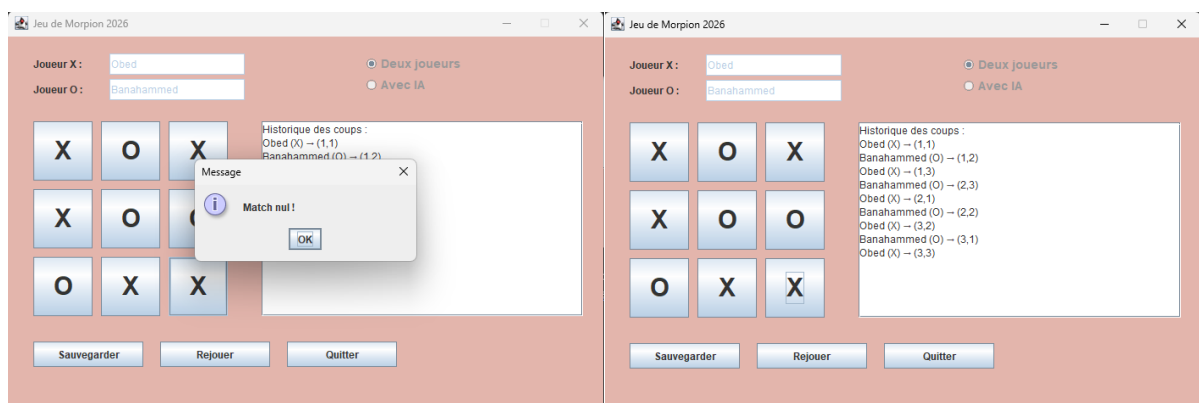 Jeu de Morpion 2026
Joueur X : Obed
Deux joueurs
Joueur O : Banahammed
Avec IA
X O X
X O
O X X
Historique des coups :
Obed (X) → (1,1)
Banahammed (O) → (1,2)
Message
Match nul !
OK
Sauvegarder Rejouer Quitter
Jeu de Morpion 2026
Joueur X : Obed
Deux joueurs
Joueur O : Banahammed
Avec IA
X O X
X O O
O X X
Historique des coups :
Obed (X) → (1,1)
Banahammed (O) → (1,2)
Obed (X) → (1,3)
Banahammed (O) → (2,3)
Obed (X) → (2,1)
Banahammed (O) → (2,2)
Obed (X) → (3,2)
Banahammed (O) → (3,1)
Obed (X) → (3,3)
Sauvegarder Rejouer Quitter